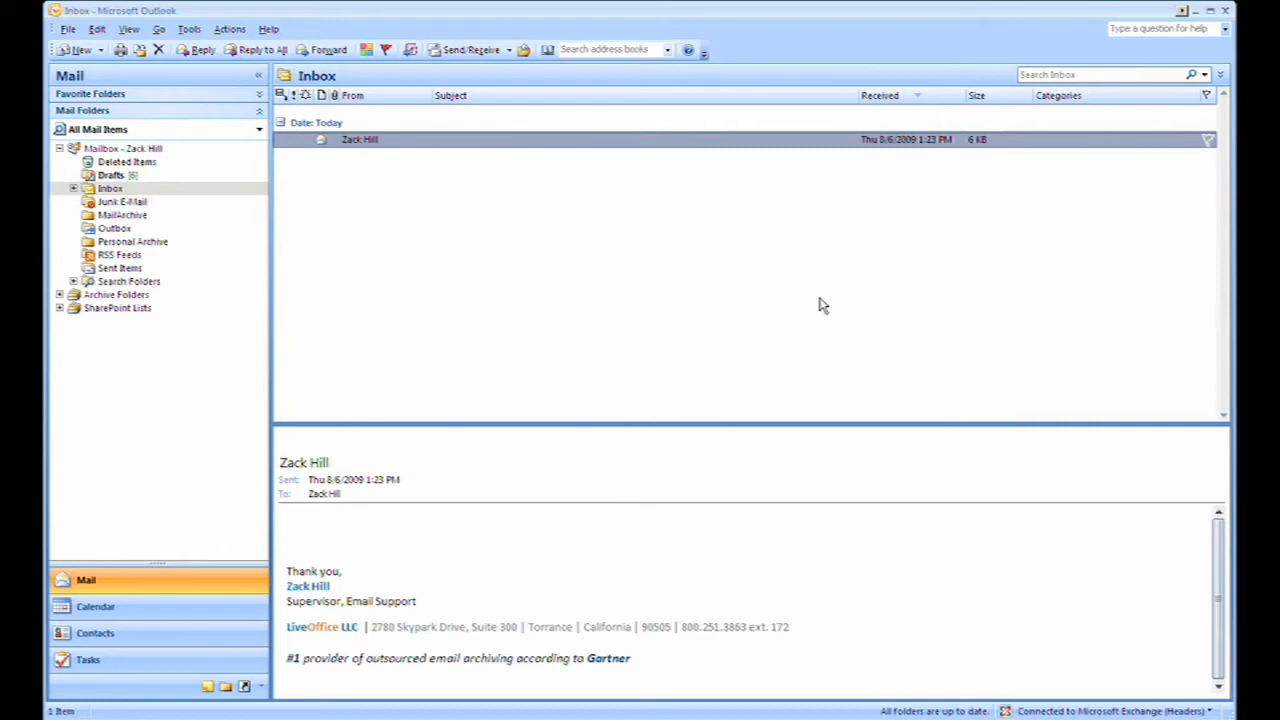 Inbox - Microsoft Outlook
File Edit View Go Tools Actions Help
Type a question for help
New Reply Reply to All Forward Send/Receive Search address books
Mail
Favorite Folders
Mail Folders
All Mail Items
Mailbox - Zack Hill
Deleted Items
Drafts [6]
Inbox
Junk E-Mail
MailArchive
Outbox
Personal Archive
RSS Feeds
Sent Items
Search Folders
Archive Folders
SharePoint Lists
Mail
Calendar
Contacts
Tasks
Inbox
Search Inbox
From Subject Received Size Categories
Date: Today
Zack Hill Thu 8/6/2009 1:23 PM 6 KB
Zack Hill
Sent: Thu 8/6/2009 1:23 PM
To: Zack Hill
Thank you,
Zack Hill
Supervisor, Email Support
LiveOffice LLC | 2780 Skypark Drive, Suite 300 | Torrance | California | 90505 | 800.251.3863 ext. 172
#1 provider of outsourced email archiving according to Gartner
1 Item
All folders are up to date. Connected to Microsoft Exchange (Headers)